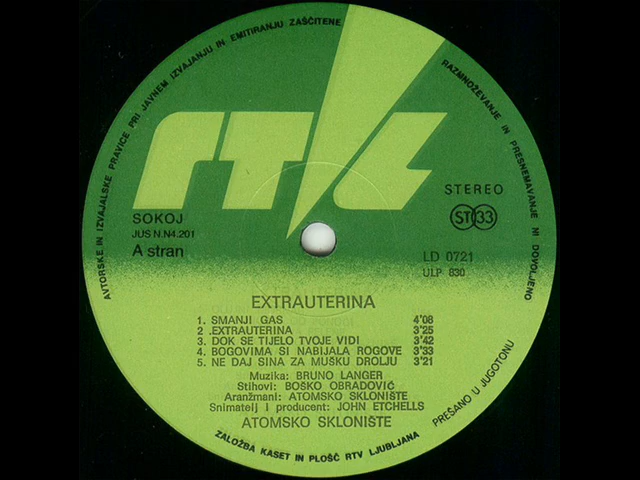 AVTORSKE IN IZVAJALSKE PRAVICE PRI JAVNEM IZVAJANJU IN EMITIRANJU ZAŠČITENE
RAZMNOŽEVANJE IN PRESNEMAVANJE NI DOVOLJENO
RTL
STEREO
SOKOJ
JUS N.N4.201
ST 33
A stran
LD 0721
ULP 830
EXTRAUTERINA
1. SMANJI GAS 4'08
2. .EXTRAUTERINA 3'25
3. DOK SE TIJELO TVOJE VIDI 3'42
4. BOGOVIMA SI NABIJALA ROGOVE 3'33
5. NE DAJ SINA ZA MUŠKU DROLJU 3'21
Muzika: BRUNO LANGER
Stihovi: BOŠKO OBRADOVIĆ
Aranžmani: ATOMSKO SKLONIŠTE
Snimatelj i producent: JOHN ETCHELLS
ATOMSKO SKLONIŠTE
PREŠANO U JUGOTONU
ZALOŽBA KASET IN PLOŠČ RTV LJUBLJANA